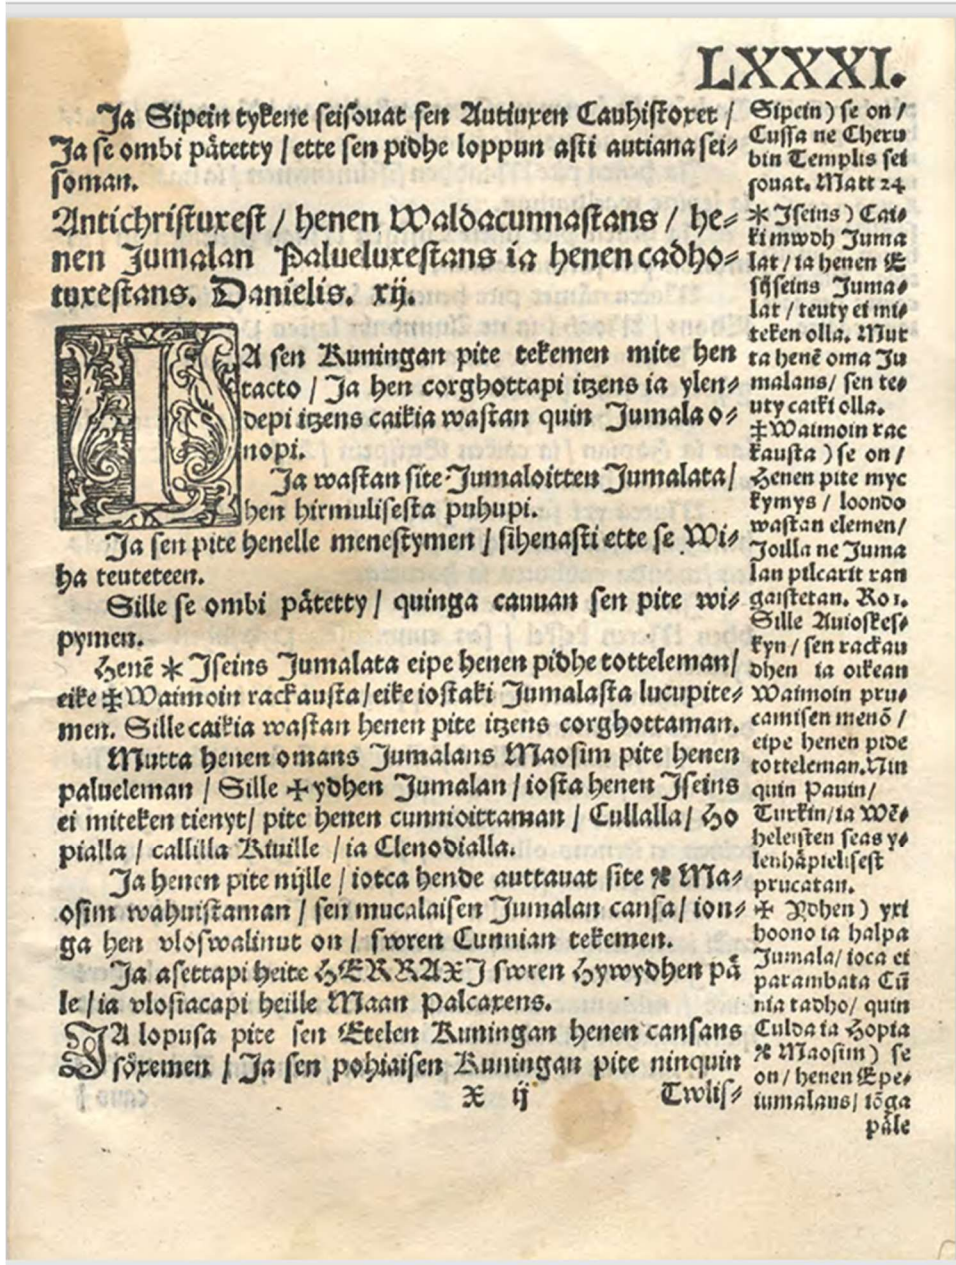 LXXXI.
Ja Sipein tykene seisouat sen Autiuxen Cauhistoxet /
Ja se ombi pätetty / ette sen pidhe loppun asti autiana sei⸗
soman.
Antichristuxest / henen Waldacunnastans / he⸗
nen Jumalan Palueluxestans ia henen cadho⸗
tuxestans. Danielis. xij.
IA sen Kuningan pite tekemen mite hen
tacto / Ja hen corghottapi itzens ia ylen⸗
depi itzens caikia wastan quin Jumala o⸗
nopi.
Ja wastan site Jumaloitten Jumalata /
hen hirmulisesta puhupi.
Ja sen pite henelle menestymen / sihenasti ette se Wi⸗
ha teuteteen.
Sille se ombi pätetty / quinga cauuan sen pite wi⸗
pymen.
Henē * Jseins Jumalata eipe henen pidhe totteleman /
eike ‡ Waimoin rackausta / eike iostaki Jumalasta lucupite⸗
men. Sille caikia wastan henen pite itzens corghottaman.
Mutta henen omans Jumalans Maosim pite henen
palueleman / Sille ✠ ydhen Jumalan / iosta henen Jseins
ei miteken tienyt / pite henen cunnioittaman / Cullalla / Ho
pialla / callilla Kiuille / ia Clenodialla.
Ja henen pite nijlle / iotca hende auttauat site ⁂ Ma⸗
osim wahuistaman / sen mucalaisen Jumalan cansa / ion⸗
ga hen vloswalinut on / swren Cunnian tekemen.
Ja asettapi heite HERRAXJ swren Hywydhen pä
le / ia vlosiacapi heille Maan Palcaxens.
JA lopusa pite sen Etelen Kuningan henen cansans
söxemen / Ja sen pohiaisen Kuningan pite ninquin
X ij Twlis⸗
Sipein ) se on /
Cussa ne Cheru
bin Templis sei
souat. Matt 24
* Jseins ) Cai⸗
ki mwdh Juma
lat / ia henen E
sijseins Juma⸗
lat / teuty ei mi⸗
teken olla. Mut
ta henē oma Ju
malans / sen te⸗
uty caiki olla.
‡ Waimoin rac
kausta ) se on /
Henen pite myc
kymys / loondo
wastan elemen /
Joilla ne Juma
lan pilcarit ran
gaistetan. Ro 1.
Sille Auioskes⸗
kyn / sen rackau
dhen ia oikean
Waimoin pru⸗
camisen menō /
eipe henen pide
totteleman. Nin
quin Pauin /
Turkin / ia We⸗
heleisten seas y⸗
lenhäpielisest
prucatan.
✠ Ydhen ) yxi
hoono ia halpa
Jumala / ioca ei
parambata Cū
nia tadho / quin
Culda ia Hopia
⁂ Maosim ) se
on / henen Epe⸗
iumalans / iōga
päle